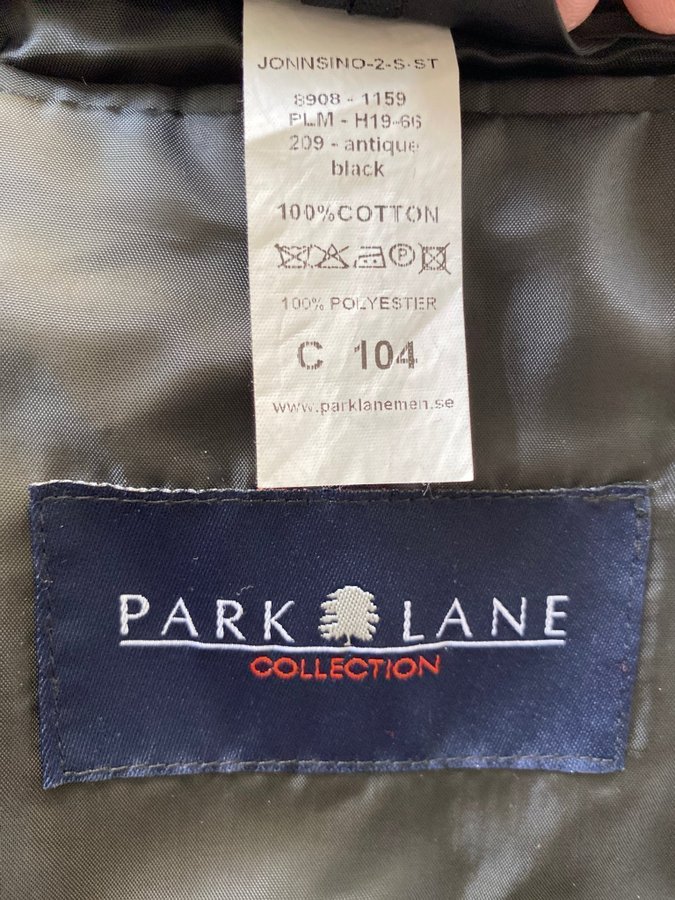 JONNSINO-2-S-ST
8908 - 1159
PLM - H19-66
209 - antique
black
100%COTTON
P
100% POLYESTER
C 104
www.parklanemen.se
PARK LANE
COLLECTION